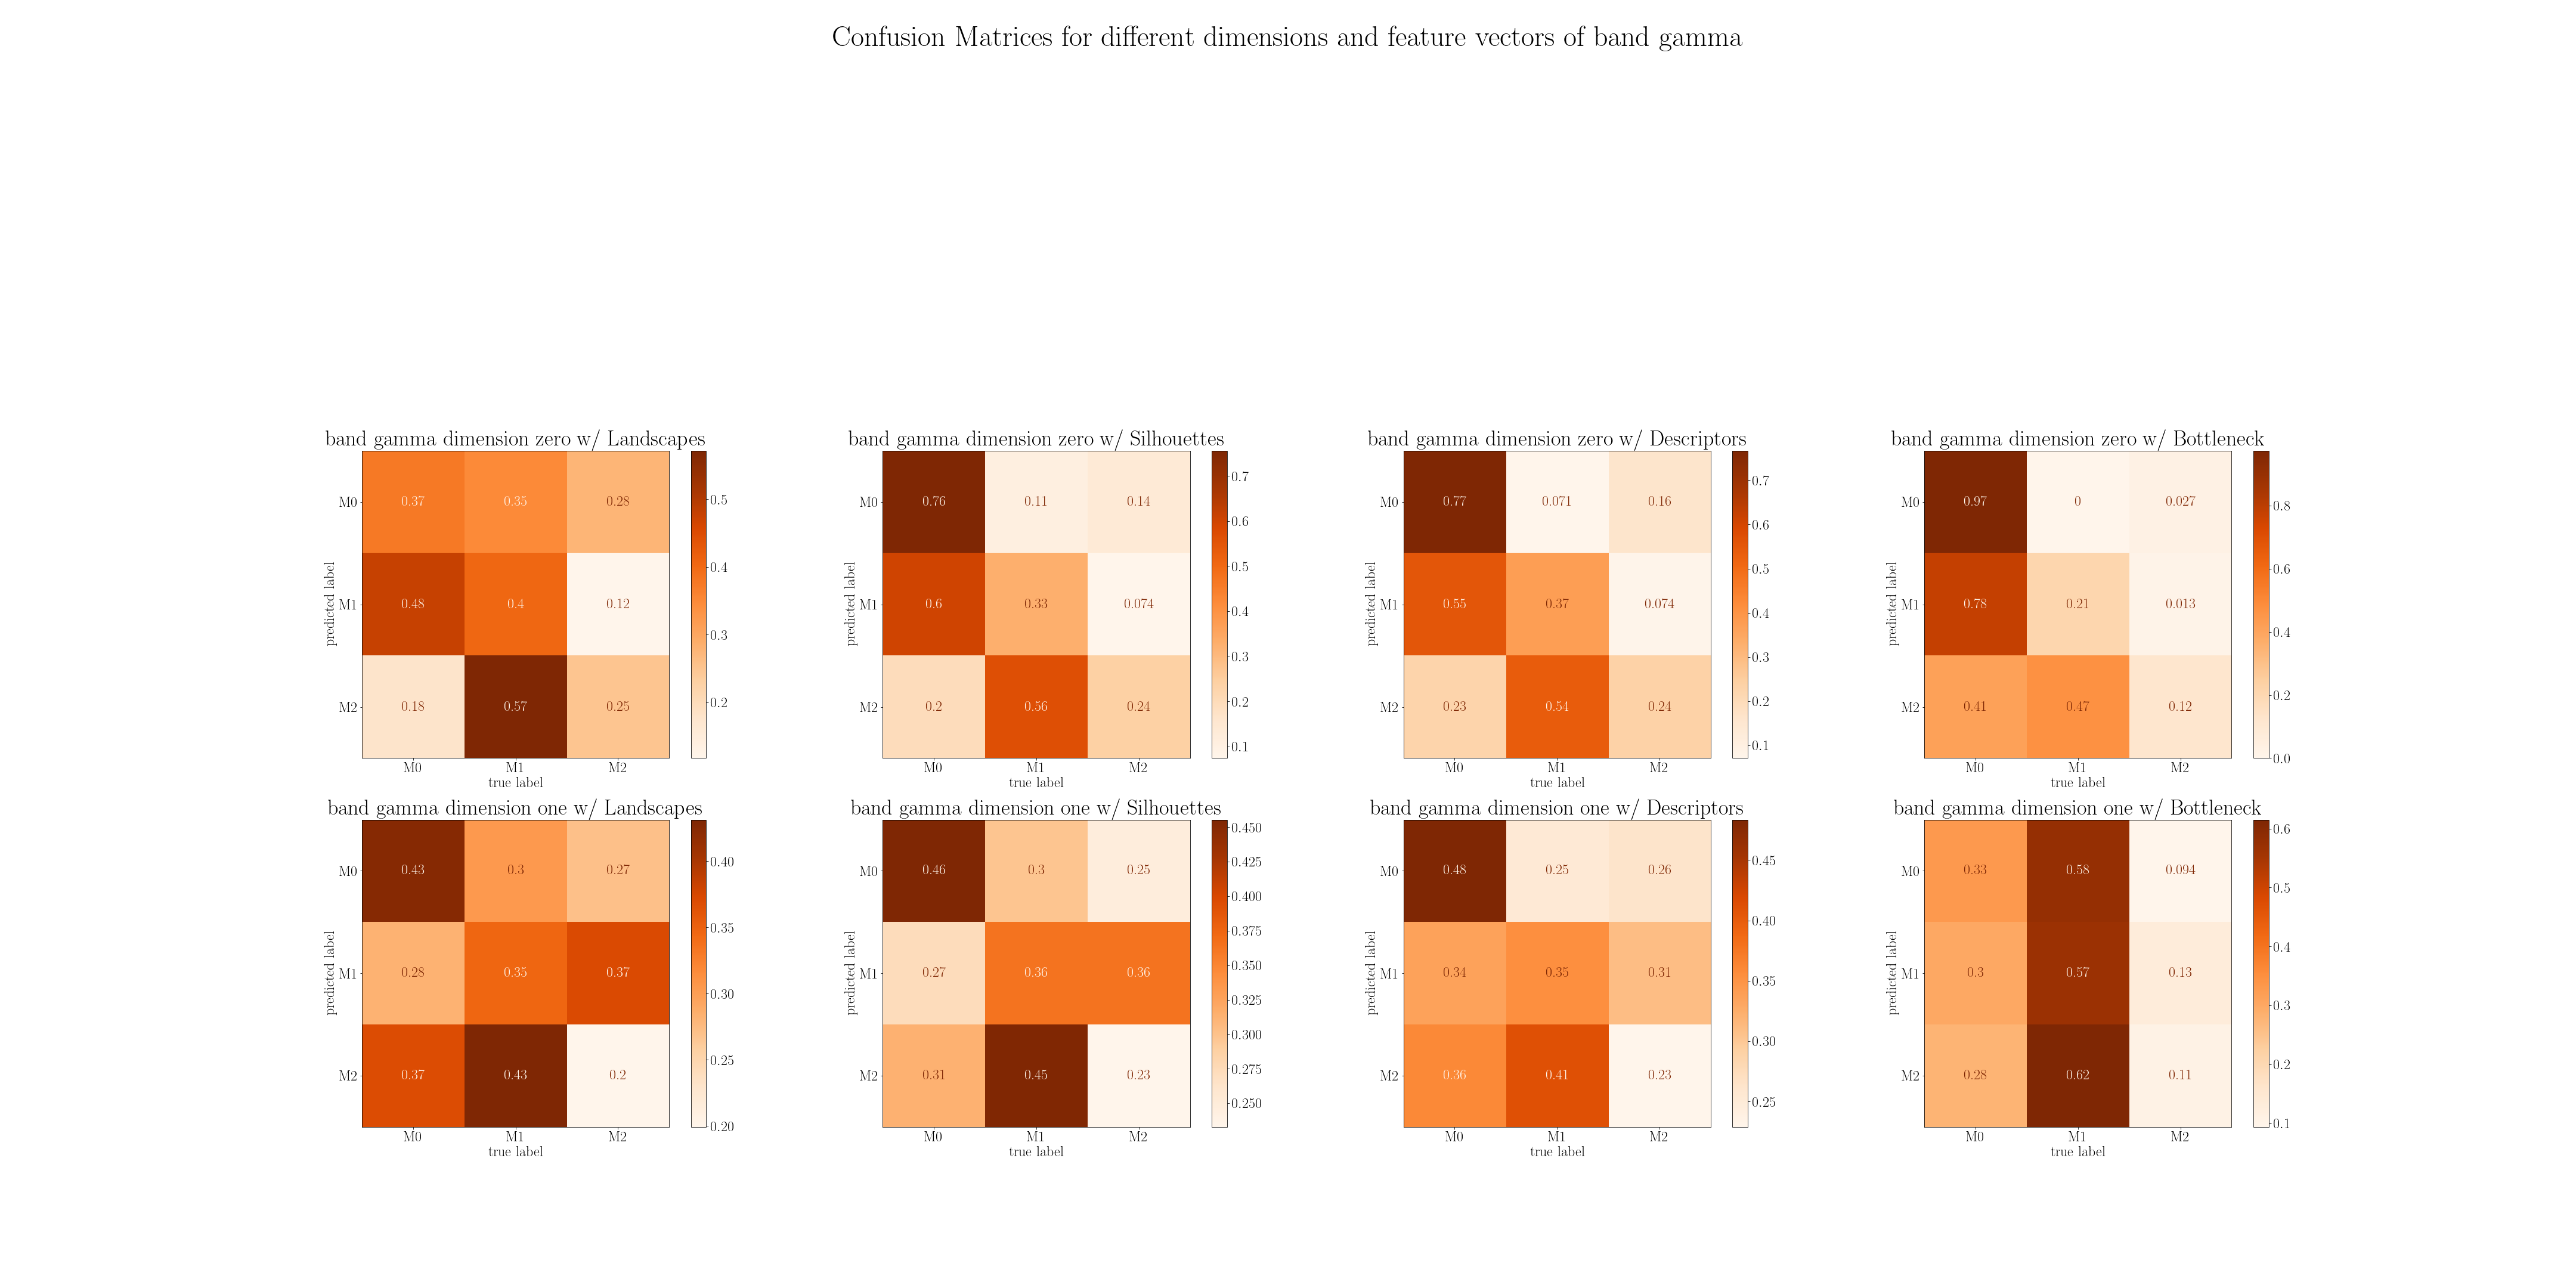 Confusion Matrices for different dimensions and feature vectors of band gamma
band gamma dimension zero w/ Landscapes
predicted label
M0 0.37 0.35 0.28
M1 0.48 0.4 0.12
M2 0.18 0.57 0.25
M0 M1 M2
true label
0.5
0.4
0.3
0.2
band gamma dimension zero w/ Silhouettes
predicted label
M0 0.76 0.11 0.14
M1 0.6 0.33 0.074
M2 0.2 0.56 0.24
M0 M1 M2
true label
0.7
0.6
0.5
0.4
0.3
0.2
0.1
band gamma dimension zero w/ Descriptors
predicted label
M0 0.77 0.071 0.16
M1 0.55 0.37 0.074
M2 0.23 0.54 0.24
M0 M1 M2
true label
0.7
0.6
0.5
0.4
0.3
0.2
0.1
band gamma dimension zero w/ Bottleneck
predicted label
M0 0.97 0 0.027
M1 0.78 0.21 0.013
M2 0.41 0.47 0.12
M0 M1 M2
true label
0.8
0.6
0.4
0.2
0.0
band gamma dimension one w/ Landscapes
predicted label
M0 0.43 0.3 0.27
M1 0.28 0.35 0.37
M2 0.37 0.43 0.2
M0 M1 M2
true label
0.40
0.35
0.30
0.25
0.20
band gamma dimension one w/ Silhouettes
predicted label
M0 0.46 0.3 0.25
M1 0.27 0.36 0.36
M2 0.31 0.45 0.23
M0 M1 M2
true label
0.450
0.425
0.400
0.375
0.350
0.325
0.300
0.275
0.250
band gamma dimension one w/ Descriptors
predicted label
M0 0.48 0.25 0.26
M1 0.34 0.35 0.31
M2 0.36 0.41 0.23
M0 M1 M2
true label
0.45
0.40
0.35
0.30
0.25
band gamma dimension one w/ Bottleneck
predicted label
M0 0.33 0.58 0.094
M1 0.3 0.57 0.13
M2 0.28 0.62 0.11
M0 M1 M2
true label
0.6
0.5
0.4
0.3
0.2
0.1